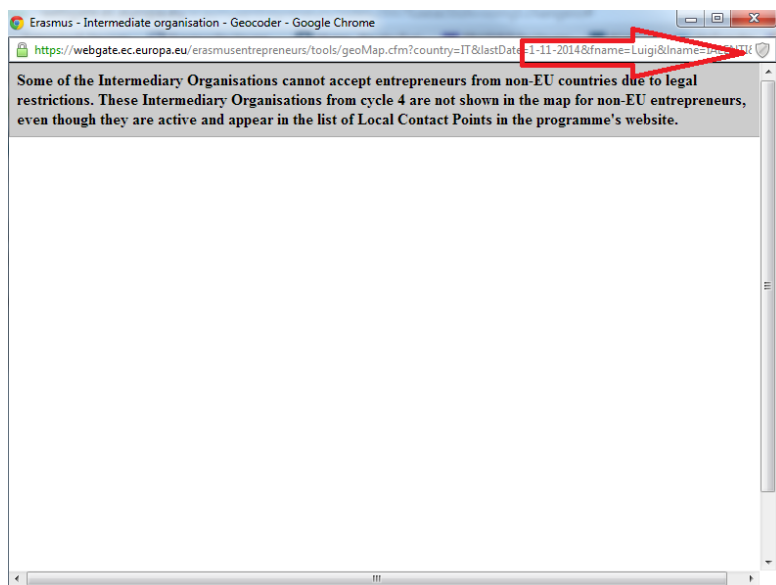 Erasmus - Intermediate organisation - Geocoder - Google Chrome
https://webgate.ec.europa.eu/erasmusentrepreneurs/tools/geoMap.cfm?country=IT&lastDate=1-11-2014&fname=Luigi&lname=
Some of the Intermediary Organisations cannot accept entrepreneurs from non-EU countries due to legal
restrictions. These Intermediary Organisations from cycle 4 are not shown in the map for non-EU entrepreneurs,
even though they are active and appear in the list of Local Contact Points in the programme's website.